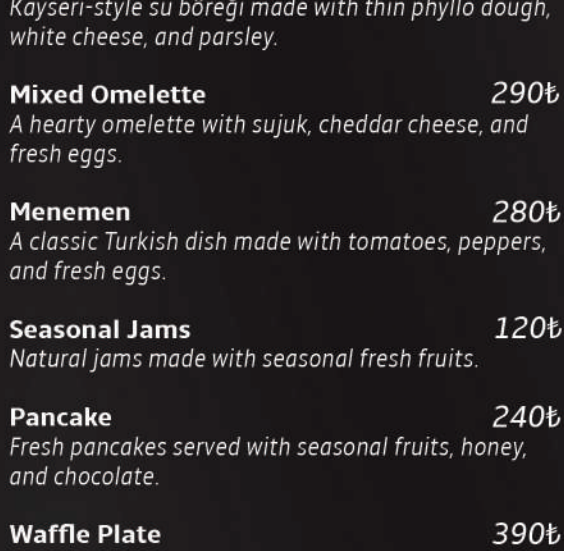 Kayseri-style su böreği made with thin phyllo dough,
white cheese, and parsley.
Mixed Omelette 290₺
A hearty omelette with sujuk, cheddar cheese, and
fresh eggs.
Menemen 280₺
A classic Turkish dish made with tomatoes, peppers,
and fresh eggs.
Seasonal Jams 120₺
Natural jams made with seasonal fresh fruits.
Pancake 240₺
Fresh pancakes served with seasonal fruits, honey,
and chocolate.
Waffle Plate 390₺